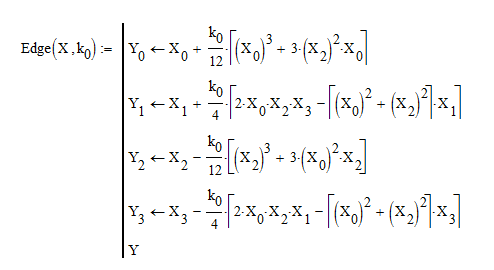 Edge(X,k₀) := Y₀ ← X₀ + k₀/12·[(X₀)³ + 3·(X₂)²·X₀]
Y₁ ← X₁ + k₀/4·[2·X₀·X₂·X₃ − [(X₀)² + (X₂)²]·X₁]
Y₂ ← X₂ − k₀/12·[(X₂)³ + 3·(X₀)²·X₂]
Y₃ ← X₃ − k₀/4·[2·X₀·X₂·X₁ − [(X₀)² + (X₂)²]·X₃]
Y